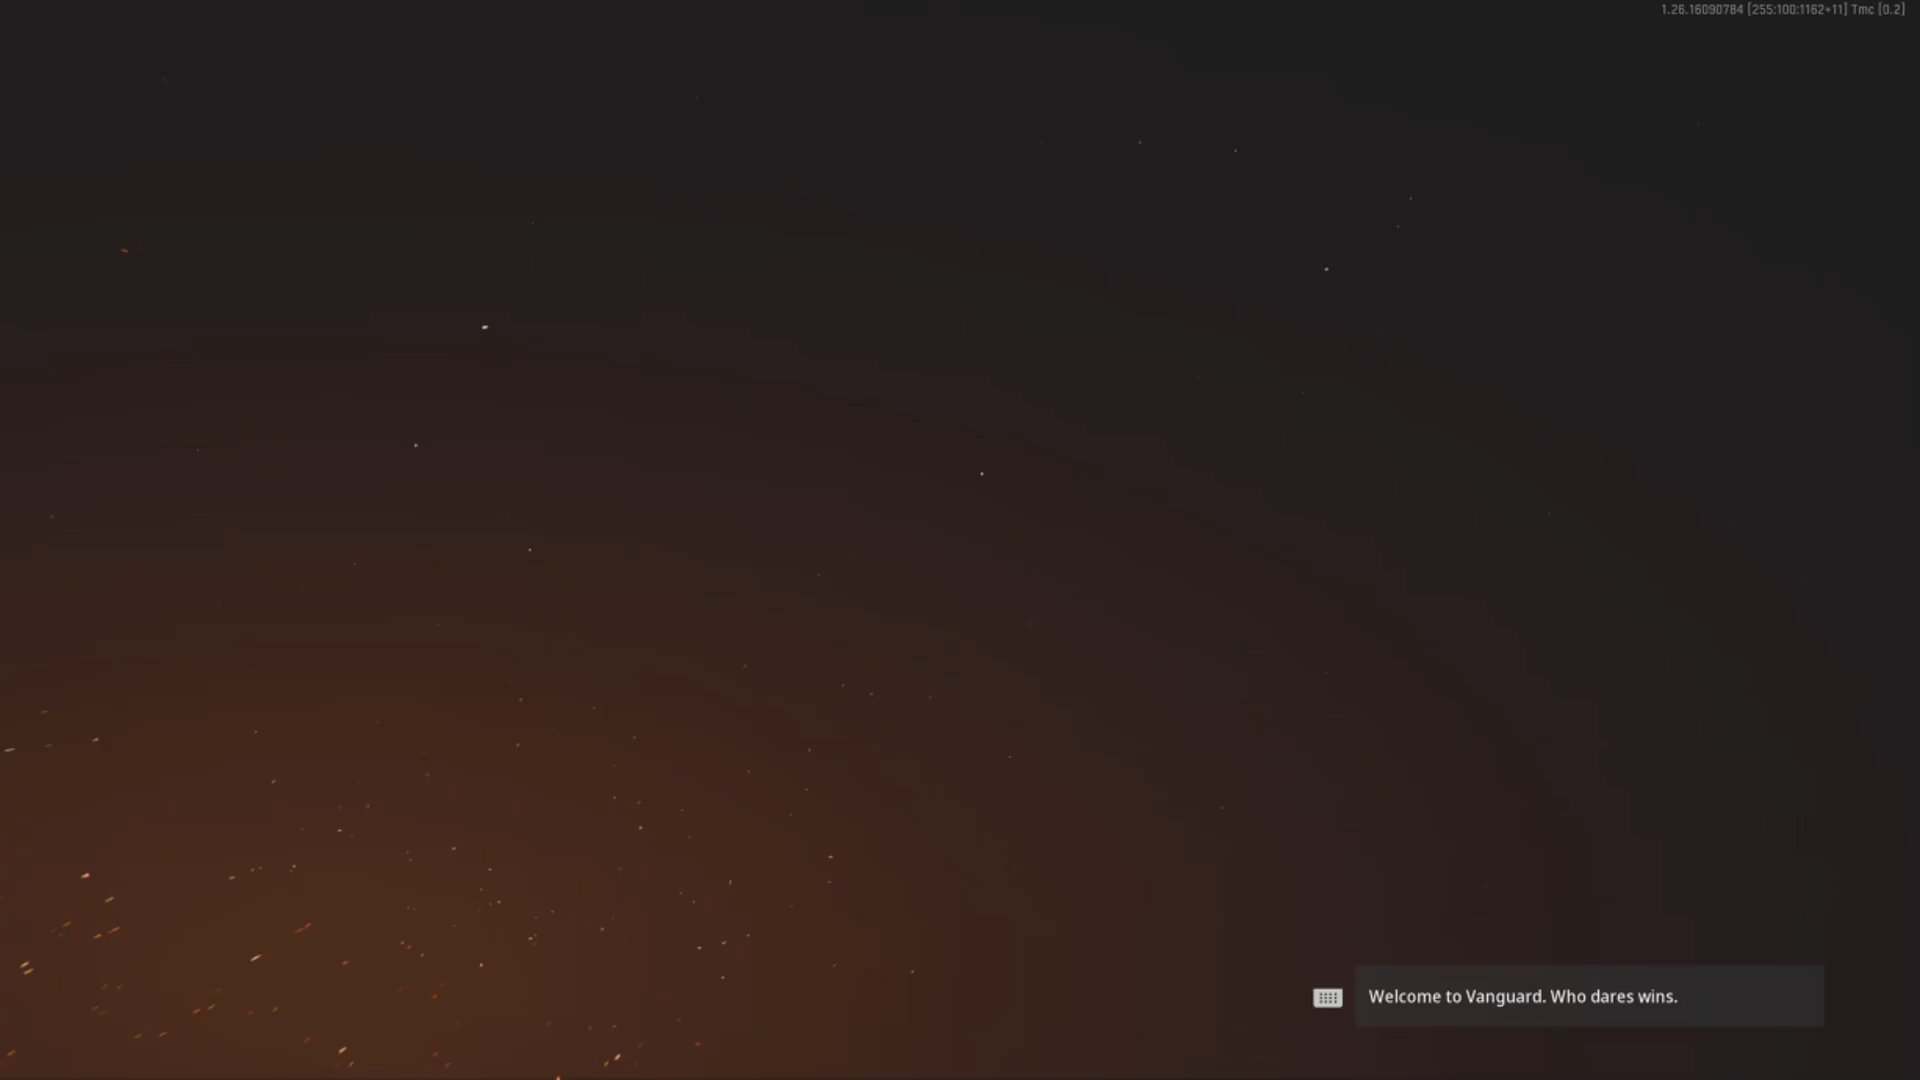 1.26.16090784 [255:100:1162+11] Tmc [0.2]
Welcome to Vanguard. Who dares wins.